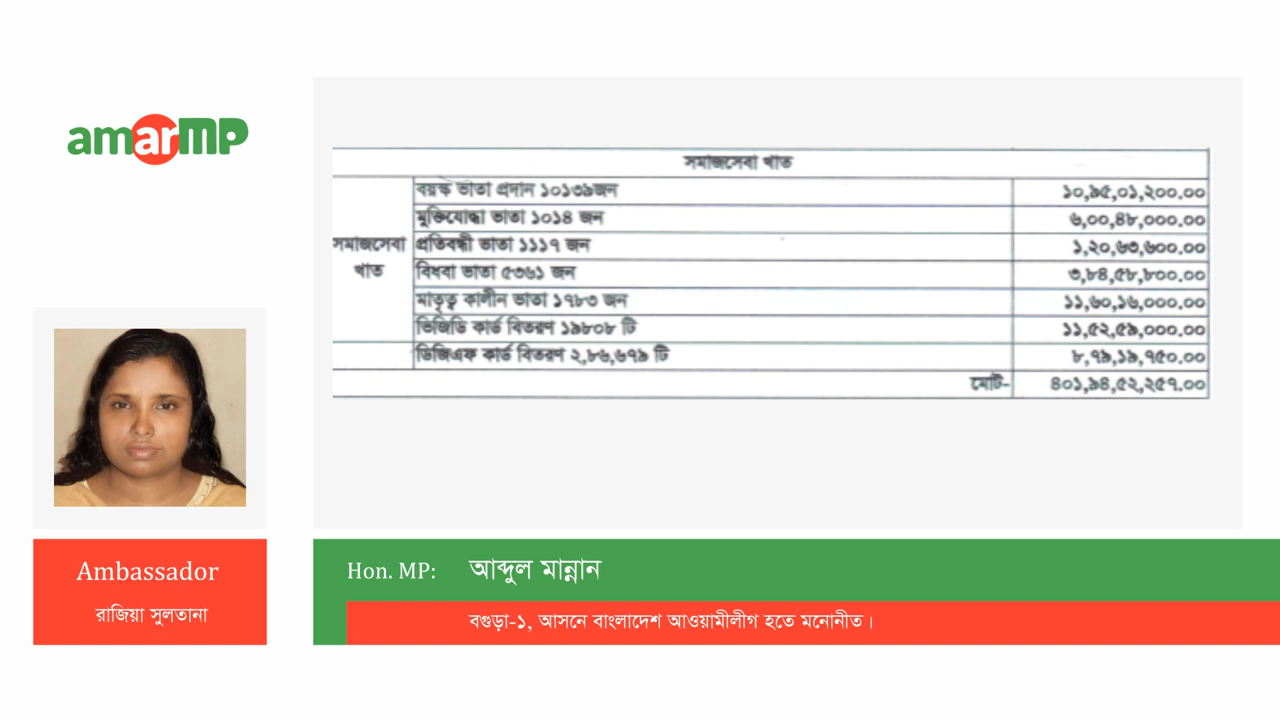 amarMP
সমাজসেবা খাত
সমাজসেবা খাত
বয়স্ক ভাতা প্রদান ১০১৩৯জন ১০,৯৫,০১,২০০.০০
মুক্তিযোদ্ধা ভাতা ১০১৪ জন ৬,০০,৪৮,০০০.০০
প্রতিবন্ধী ভাতা ১১১৭ জন ১,২০,৬৩,৬০০.০০
বিধবা ভাতা ৫৩৬১ জন ৩,৮৪,৫৮,৮০০.০০
মাতৃত্ব কালীন ভাতা ১৭৮৩ জন ১১,৬০,১৬,০০০.০০
ভিজিডি কার্ড বিতরণ ১৯৮০৮ টি ১১,৫২,৫৯,০০০.০০
ডিজিএফ কার্ড বিতরণ ২,৮৬,৬৭৯ টি ৮,৭৯,১৯,৭৫০.০০
মোট- ৪০১,৯৪,৫২,২৫৭.০০
Ambassador
রাজিয়া সুলতানা
Hon. MP: আব্দুল মান্নান
বগুড়া-১, আসনে বাংলাদেশ আওয়ামীলীগ হতে মনোনীত।